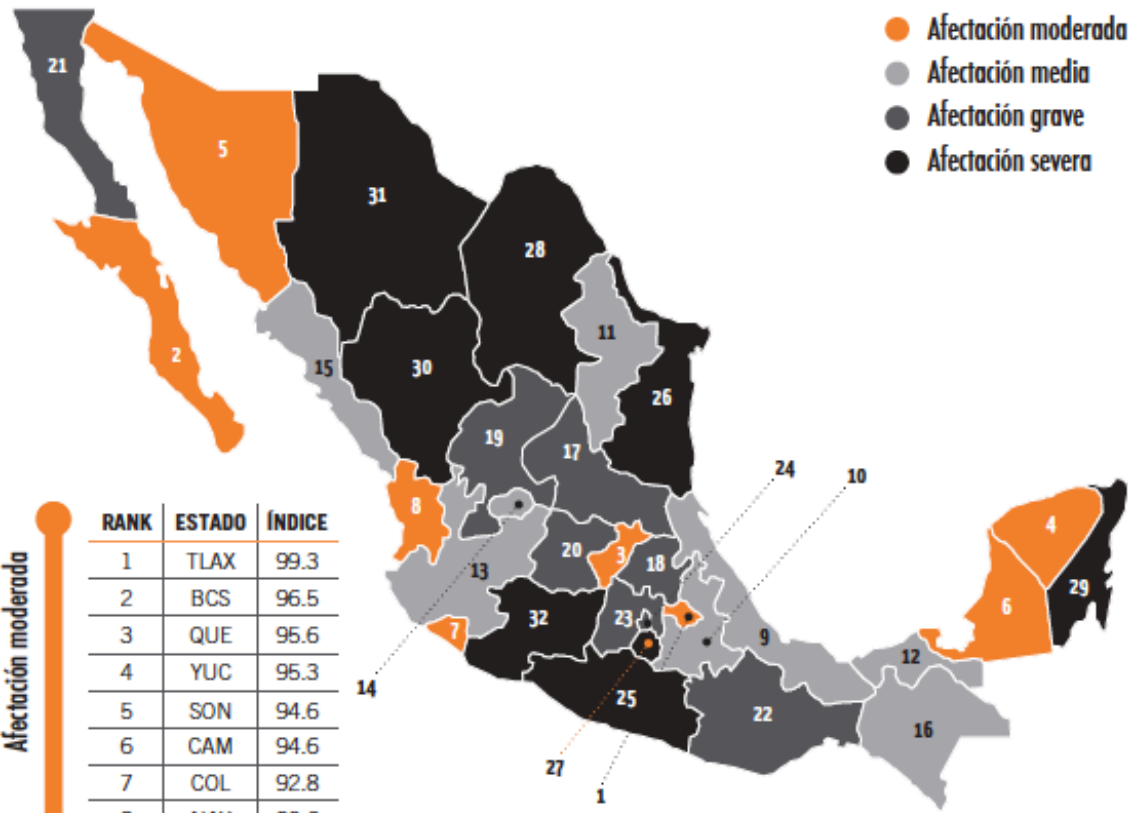 Afectación moderada
Afectación media
Afectación grave
Afectación severa
21
5
31
28
2
15
30
11
26
19
17
24
10
8
14
13
20
3
18
4
6
29
7
32
23
9
12
25
22
16
27
1
Afectación moderada
RANK ESTADO ÍNDICE
1 TLAX 99.3
2 BCS 96.5
3 QUE 95.6
4 YUC 95.3
5 SON 94.6
6 CAM 94.6
7 COL 92.8